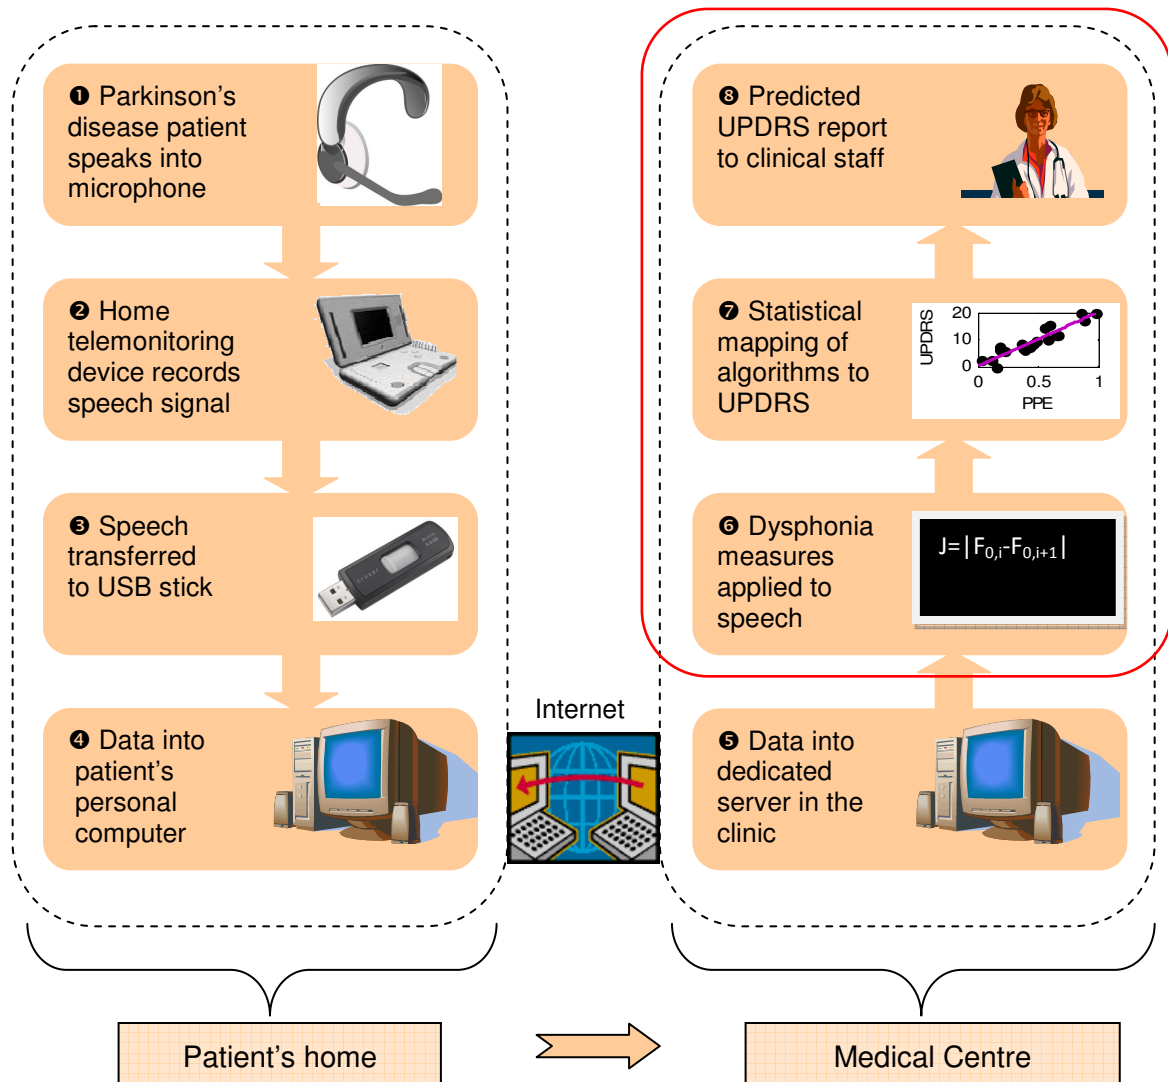 ❶ Parkinson's
disease patient
speaks into
microphone
❷ Home
telemonitoring
device records
speech signal
❸ Speech
transferred
to USB stick
❹ Data into
patient's
personal
computer
Internet
❽ Predicted
UPDRS report
to clinical staff
❼ Statistical
mapping of
algorithms to
UPDRS
UPDRS
20
10
0
0
0.5
1
PPE
❻ Dysphonia
measures
applied to
speech
J=|F0,i-F0,i+1|
❺ Data into
dedicated
server in the
clinic
Patient's home
Medical Centre